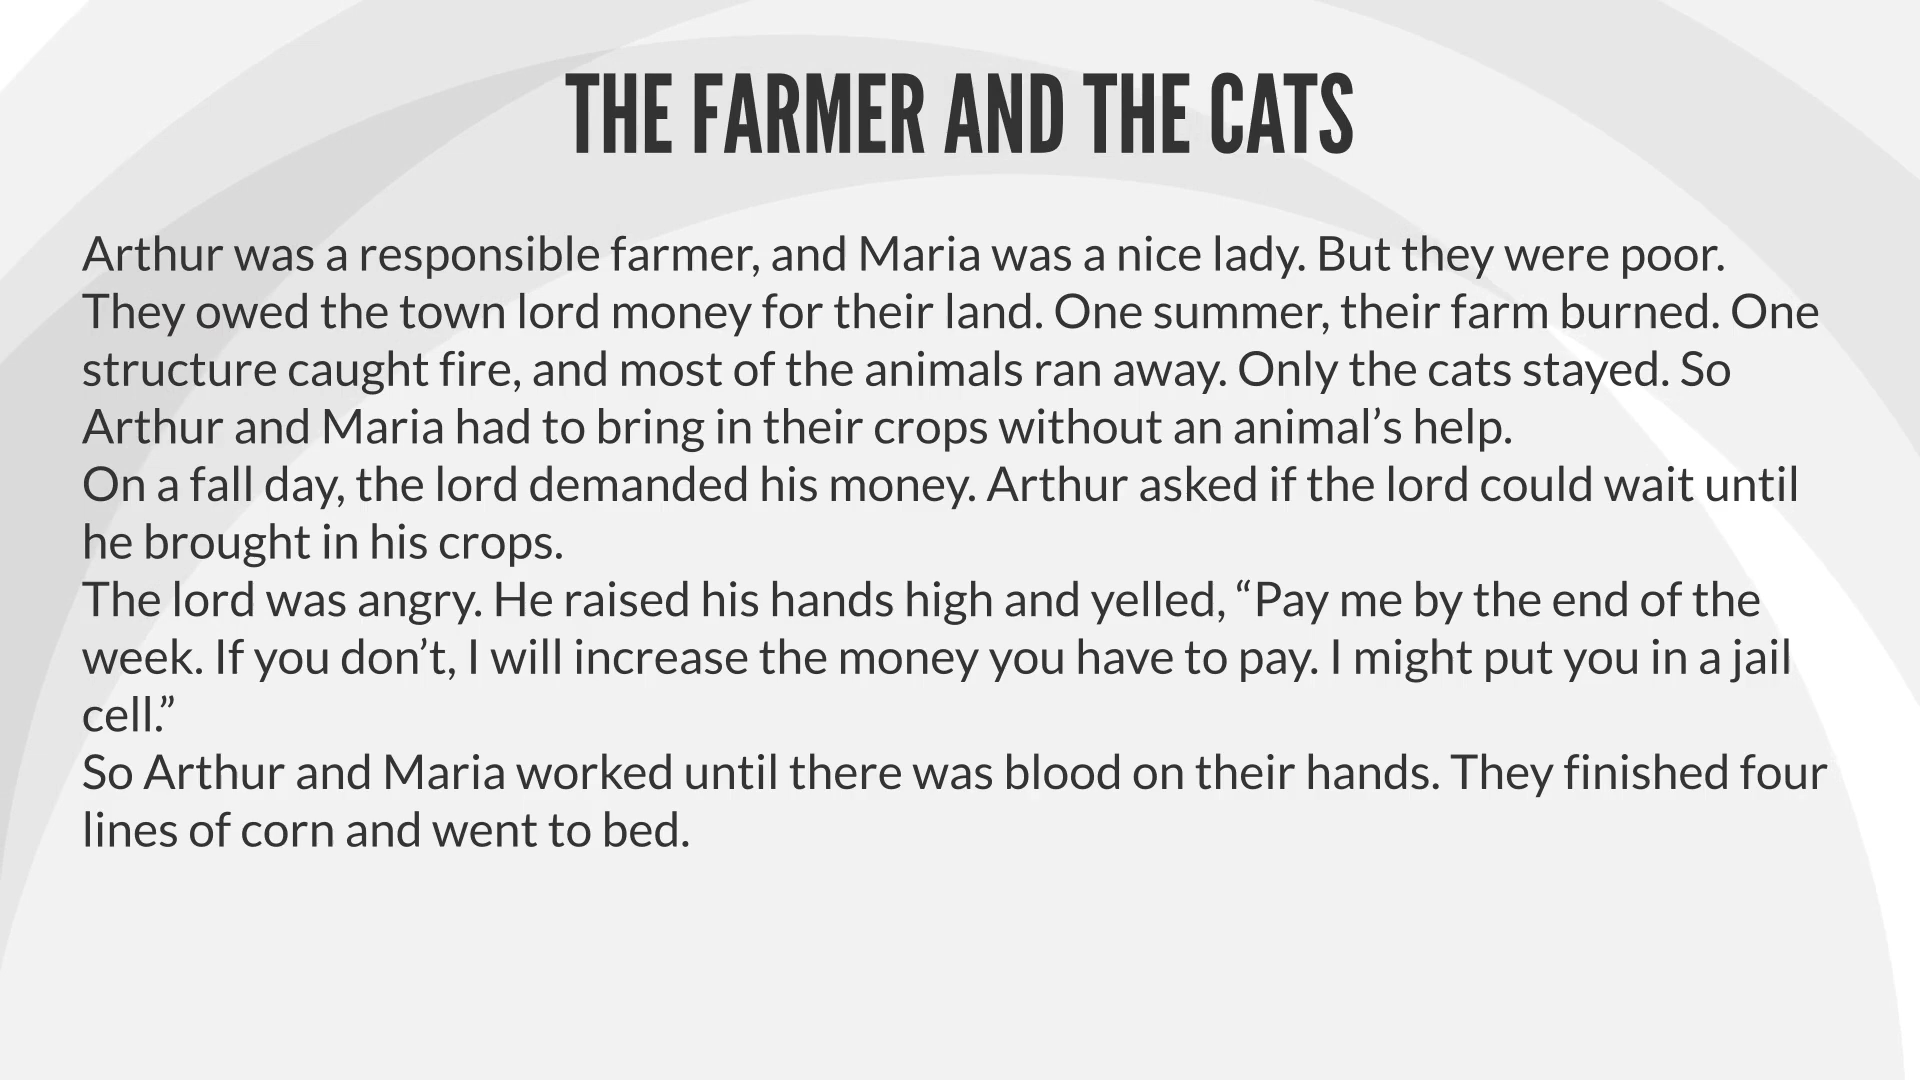 THE FARMER AND THE CATS
Arthur was a responsible farmer, and Maria was a nice lady. But they were poor.
They owed the town lord money for their land. One summer, their farm burned. One
structure caught fire, and most of the animals ran away. Only the cats stayed. So
Arthur and Maria had to bring in their crops without an animal’s help.
On a fall day, the lord demanded his money. Arthur asked if the lord could wait until
he brought in his crops.
The lord was angry. He raised his hands high and yelled, “Pay me by the end of the
week. If you don’t, I will increase the money you have to pay. I might put you in a jail
cell.”
So Arthur and Maria worked until there was blood on their hands. They finished four
lines of corn and went to bed.